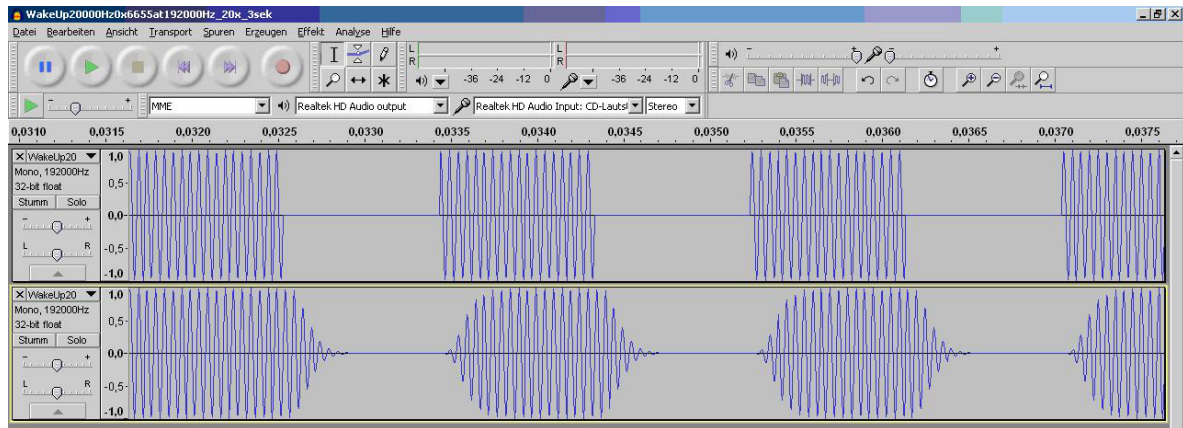 WakeUp20000Hz0x6655at192000Hz_20x_3sek
Datei Bearbeiten Ansicht Transport Spuren Erzeugen Effekt Analyse Hilfe
L
R
L
R
-36 -24 -12 0
-36 -24 -12 0
MME
Realtek HD Audio output
Realtek HD Audio Input: CD-Lautst
Stereo
0,0310 0,0315 0,0320 0,0325 0,0330 0,0335 0,0340 0,0345 0,0350 0,0355 0,0360 0,0365 0,0370 0,0375
WakeUp20
Mono, 192000Hz
32-bit float
Stumm Solo
- +
L R
1,0
0,5-
0,0-
-0,5-
-1,0
WakeUp20
Mono, 192000Hz
32-bit float
Stumm Solo
- +
L R
1,0
0,5-
0,0-
-0,5-
-1,0